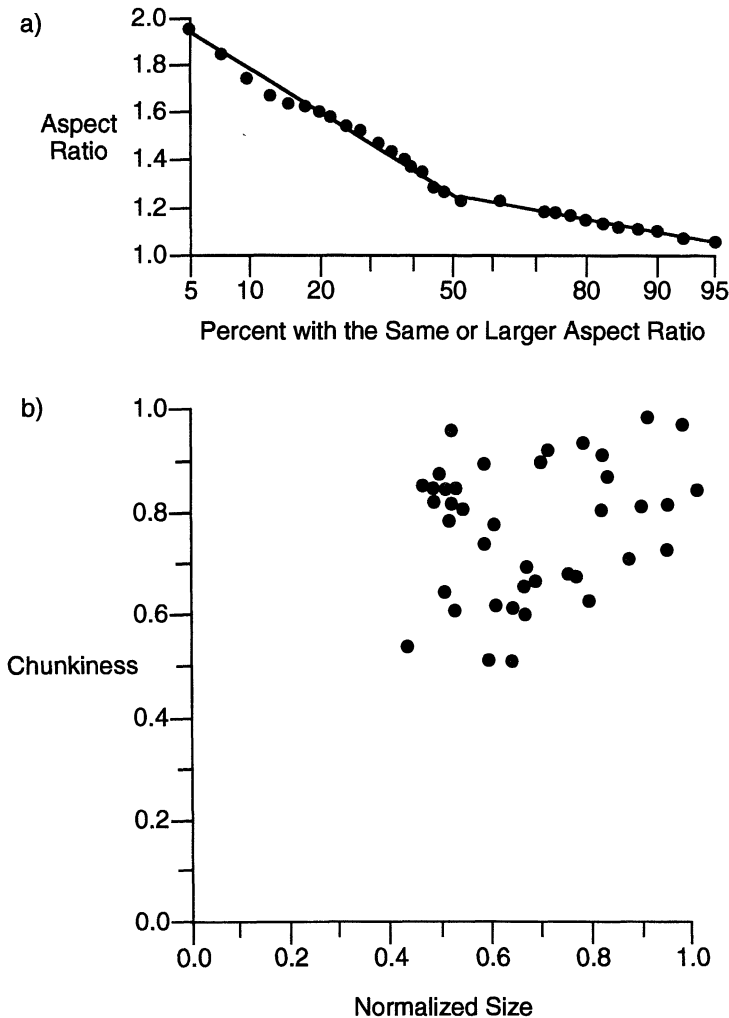 a)
2.0
1.8
1.6
1.4
1.2
1.0
Aspect
Ratio
5 10 20 50 80 90 95
Percent with the Same or Larger Aspect Ratio
b)
1.0
0.8
0.6
Chunkiness
0.4
0.2
0.0
0.0 0.2 0.4 0.6 0.8 1.0
Normalized Size